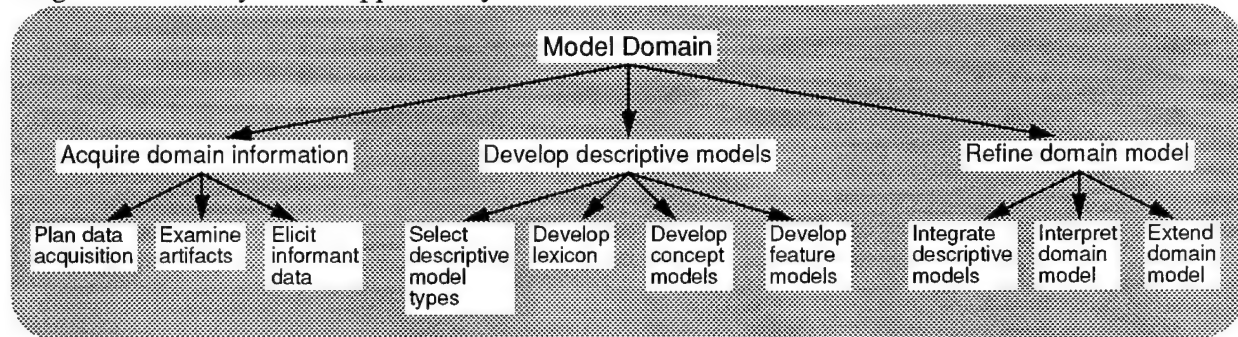 Model Domain
Acquire domain information
Develop descriptive models
Refine domain model
Plan data
acquisition
Examine
artifacts
Elicit
informant
data
Select
descriptive
model
types
Develop
lexicon
Develop
concept
models
Develop
feature
models
Integrate
descriptive
models
Interpret
domain
model
Extend
domain
model